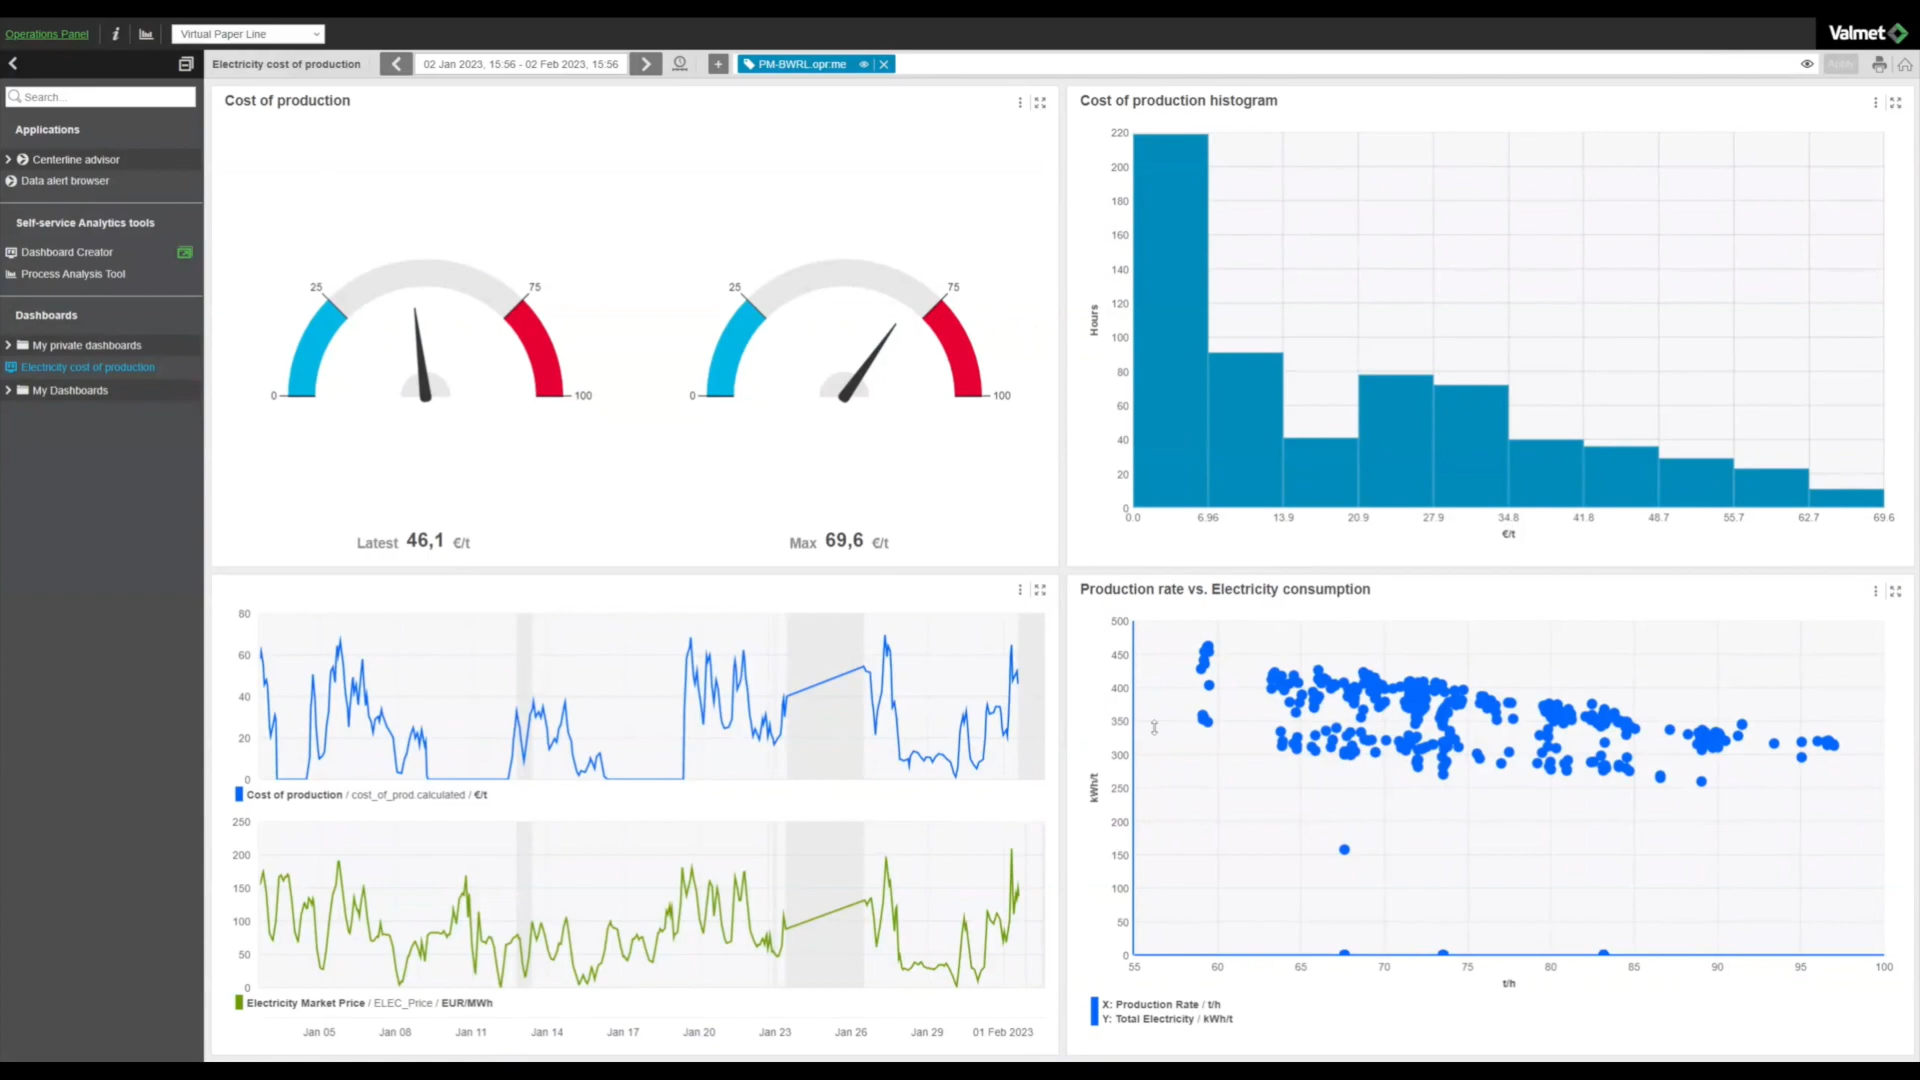 Operations Panel
i
Virtual Paper Line
Valmet
Electricity cost of production
02 Jan 2023, 15:56 - 02 Feb 2023, 15:56
+
PM-BWRL.opr:me
Apply
Search...
Applications
Centerline advisor
Data alert browser
Self-service Analytics tools
Dashboard Creator
Process Analysis Tool
Dashboards
My private dashboards
Electricity cost of production
My Dashboards
Cost of production
25
75
0
100
25
75
0
100
Latest 46,1 €/t
Max 69,6 €/t
Cost of production histogram
220
200
180
160
140
120
100
80
60
40
20
0
Hours
0.0 6.96 13.9 20.9 27.9 34.8 41.8 48.7 55.7 62.7 69.6
€/t
80
60
40
20
0
Cost of production / cost_of_prod.calculated / €/t
250
200
150
100
50
0
Electricity Market Price / ELEC_Price / EUR/MWh
Jan 05 Jan 08 Jan 11 Jan 14 Jan 17 Jan 20 Jan 23 Jan 26 Jan 29 01 Feb 2023
Production rate vs. Electricity consumption
500
450
400
350
300
250
200
150
100
50
0
kWh/t
55 60 65 70 75 80 85 90 95 100
t/h
X: Production Rate / t/h
Y: Total Electricity / kWh/t